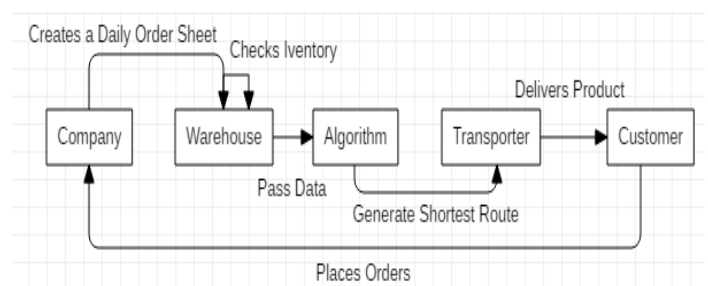 Creates a Daily Order Sheet
Checks Iventory
Delivers Product
Company
Warehouse
Algorithm
Transporter
Customer
Pass Data
Generate Shortest Route
Places Orders